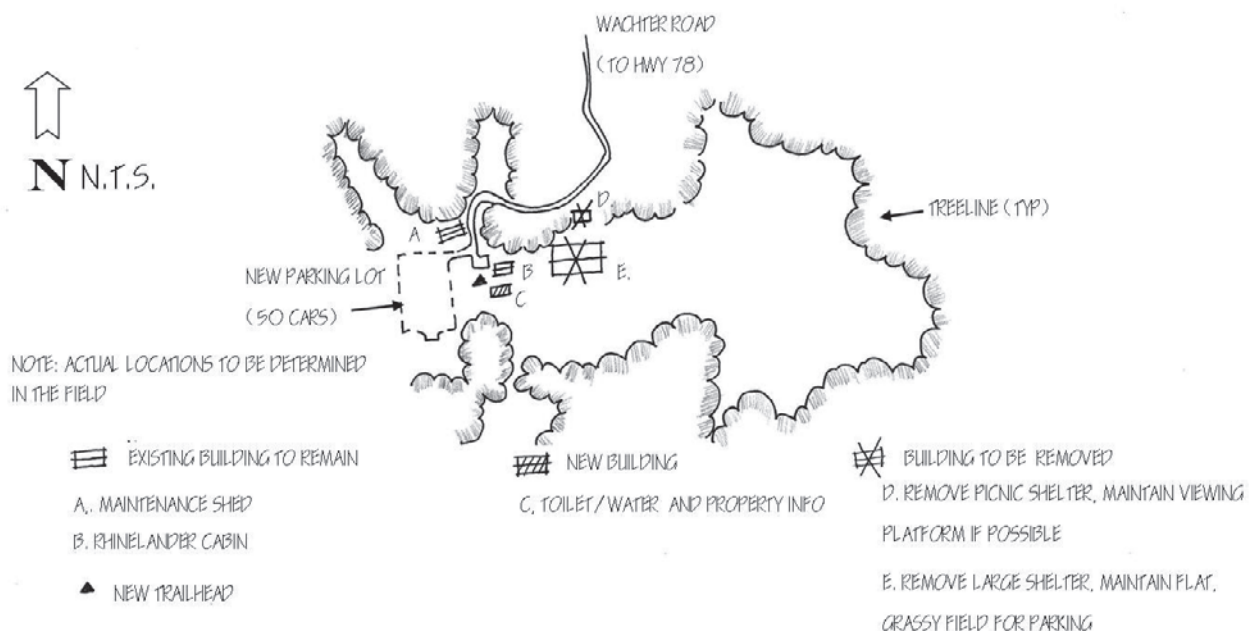 WACHTER ROAD
(TO HWY 78)
N N.T.S.
D.
TREELINE (TYP)
A
B
E.
C
NEW PARKING LOT
(50 CARS)
NOTE: ACTUAL LOCATIONS TO BE DETERMINED
IN THE FIELD
EXISTING BUILDING TO REMAIN
A. MAINTENANCE SHED
B. RHINELANDER CABIN
NEW TRAILHEAD
NEW BUILDING
C. TOILET/WATER AND PROPERTY INFO
BUILDING TO BE REMOVED
D. REMOVE PICNIC SHELTER, MAINTAIN VIEWING
PLATFORM IF POSSIBLE
E. REMOVE LARGE SHELTER, MAINTAIN FLAT,
GRASSY FIELD FOR PARKING